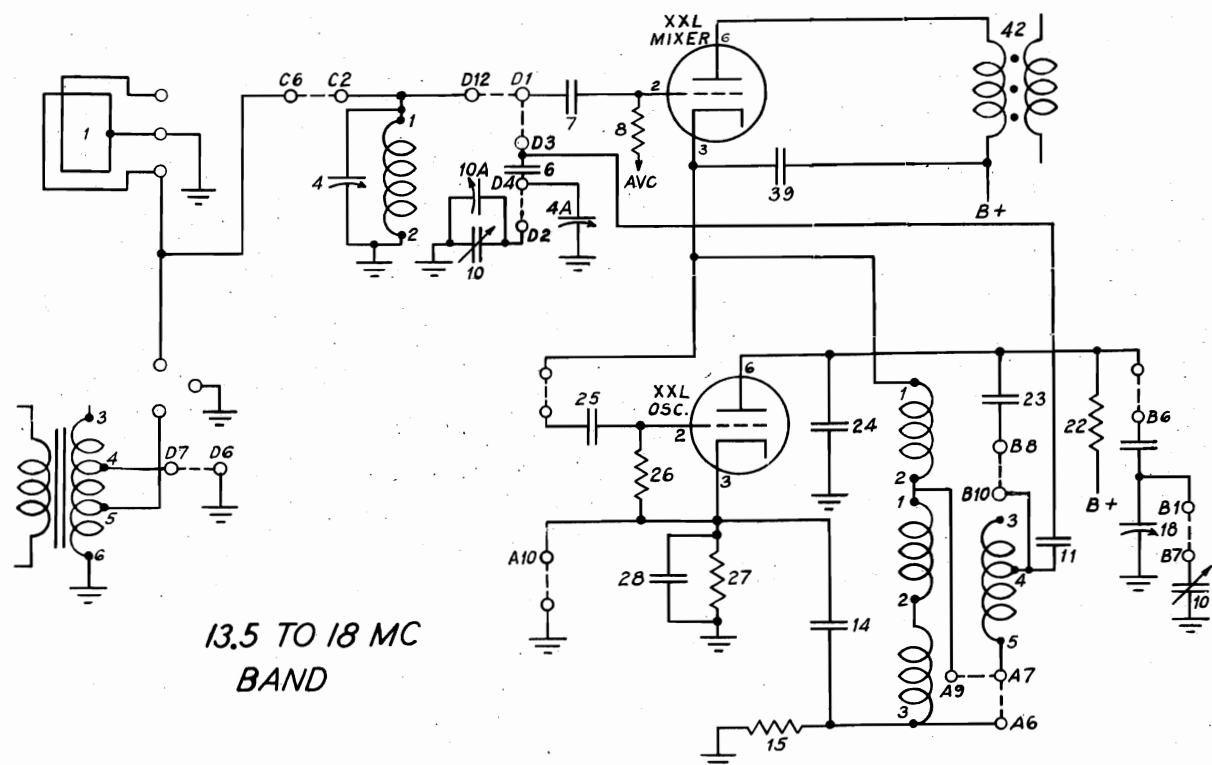 XXL
MIXER
6
42
C6 C2 D12 D1
1
1
7
2
8
3
D3
10A
6
D4
4
AVC
39
4A
B+
2
D2
10
XXL
OSC.
6
25
2
1
23
B6
3
24
22
4
D7 D6
26
B8
3
2
5
1
B10
B+
B1
3
18
11
A10
4
6
28
27
B7
2
10
14
5
13.5 TO 18 MC
BAND
A9 A7
3
A6
15